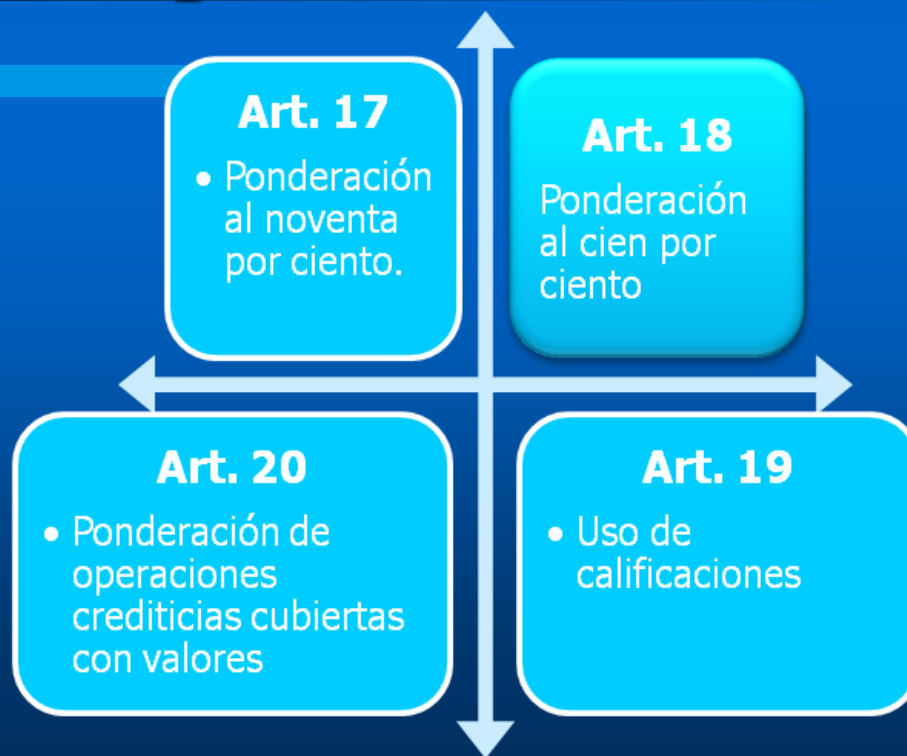 Art. 17
• Ponderación
al noventa
por ciento.
Art. 18
Ponderación
al cien por
ciento
Art. 20
• Ponderación de
operaciones
crediticias cubiertas
con valores
Art. 19
• Uso de
calificaciones